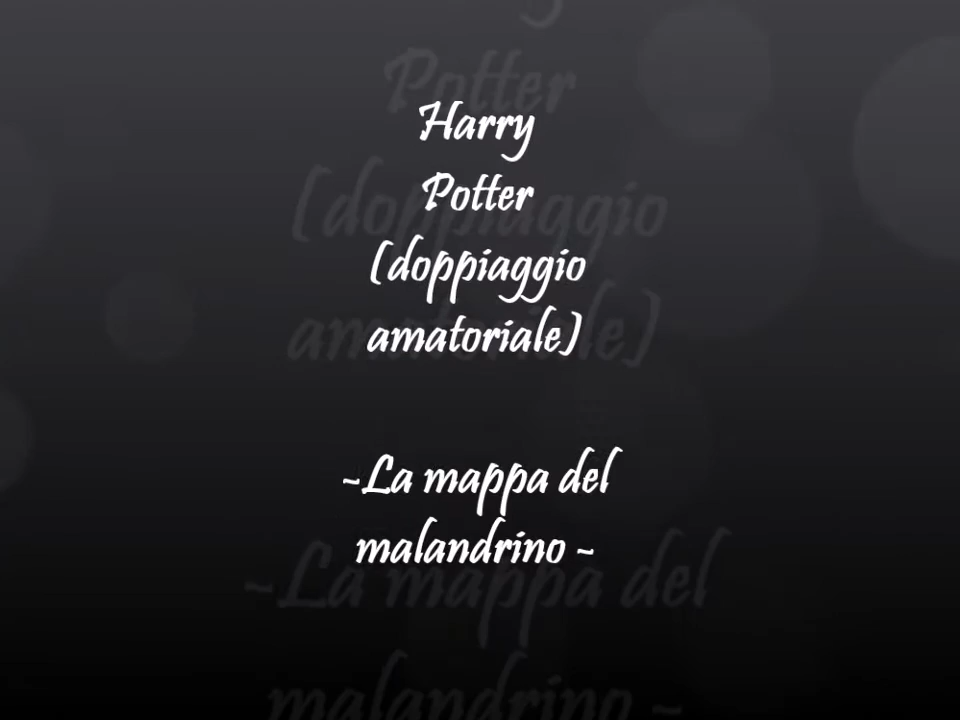 Harry
Potter
(doppiaggio
amatoriale)
-La mappa del
malandrino -